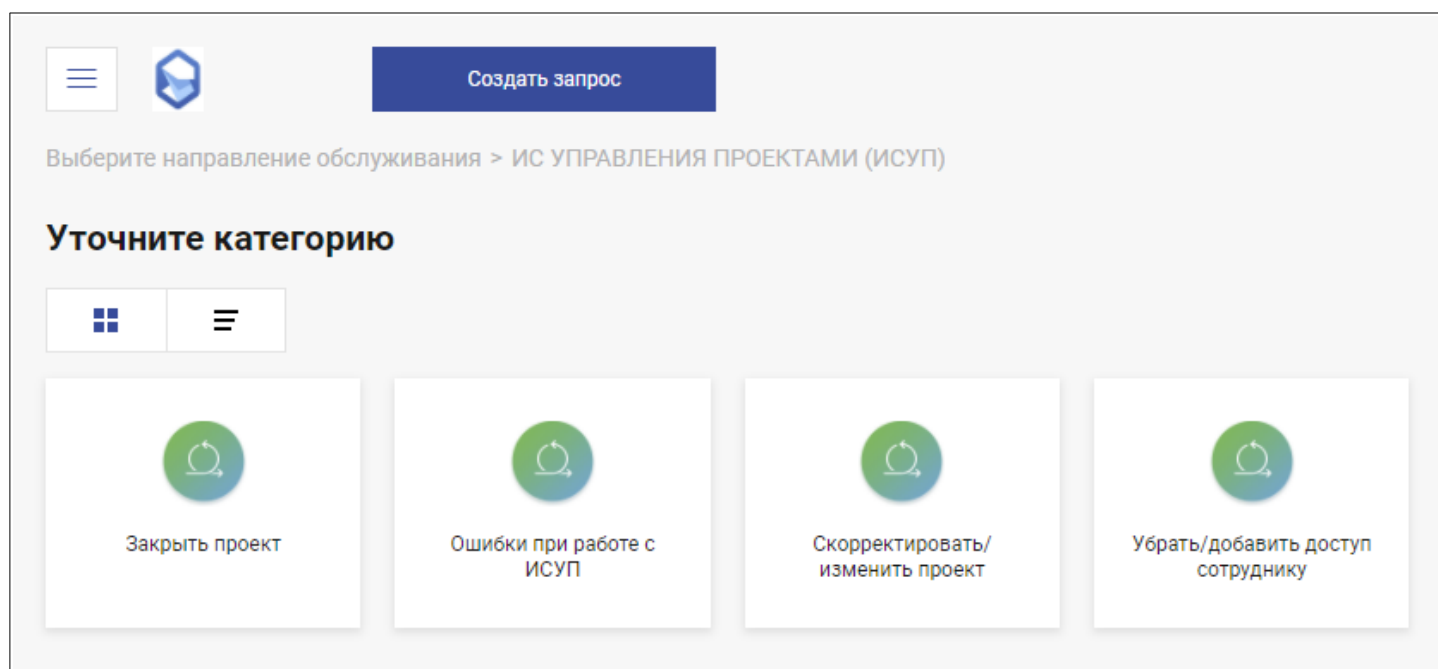 Создать запрос
Выберите направление обслуживания > ИС УПРАВЛЕНИЯ ПРОЕКТАМИ (ИСУП)
Уточните категорию
Закрыть проект
Ошибки при работе с
ИСУП
Скорректировать/
изменить проект
Убрать/добавить доступ
сотруднику